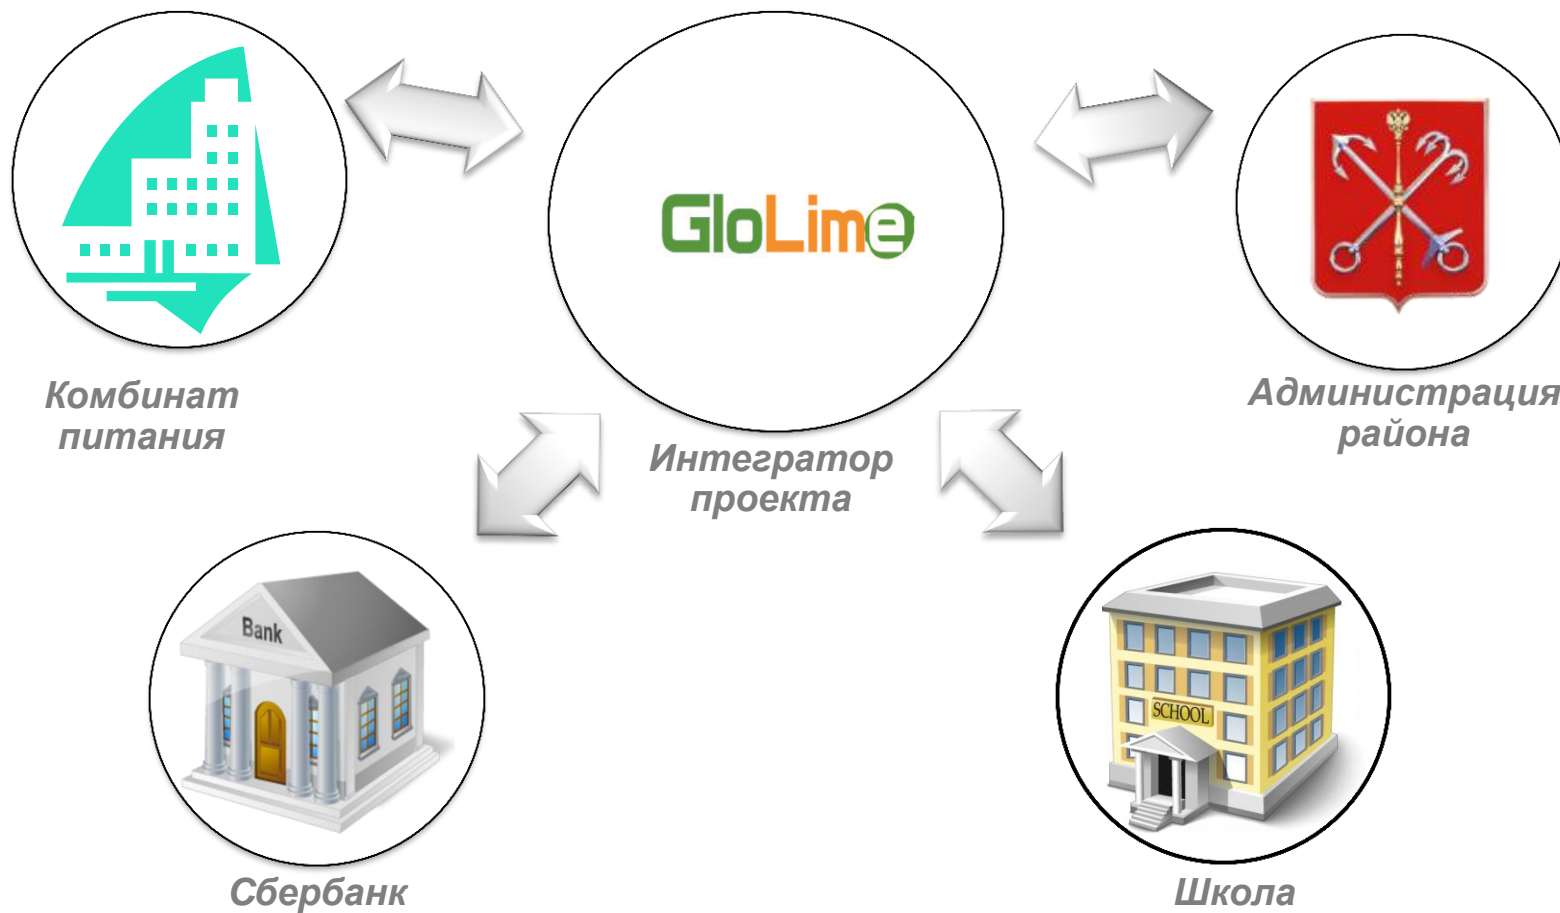 GloLime
Комбинат
питания
Интегратор
проекта
Администрация
района
Bank
SCHOOL
Сбербанк
Школа